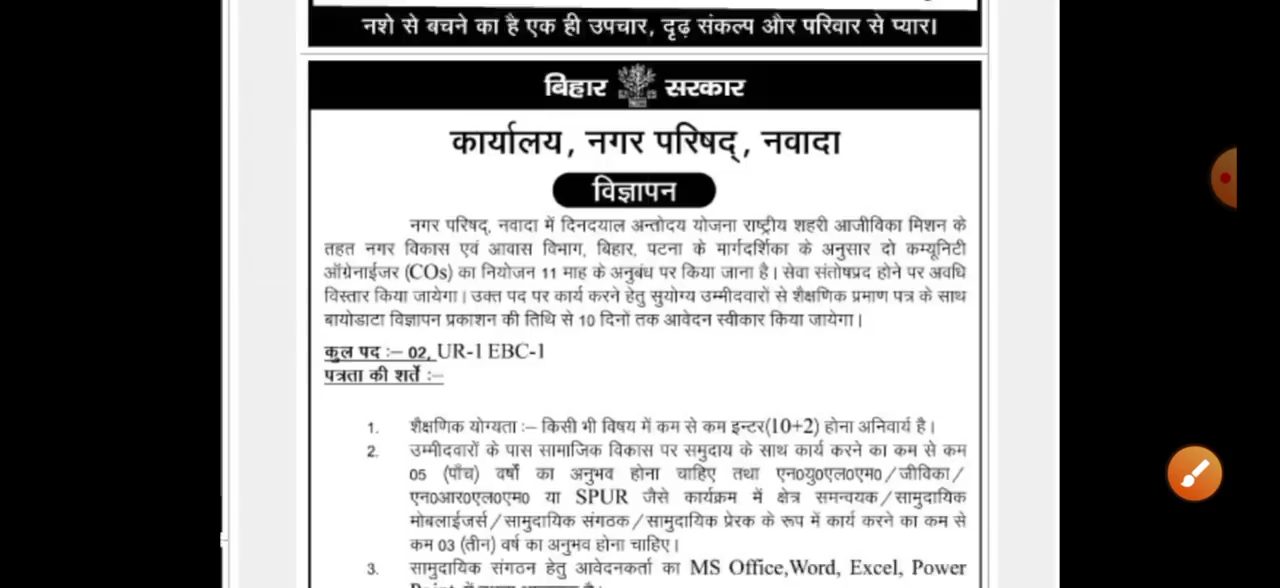 नशे से बचने का है एक ही उपचार, दृढ़ संकल्प और परिवार से प्यार।
बिहार सरकार
कार्यालय, नगर परिषद्, नवादा
विज्ञापन
नगर परिषद्, नवादा में दिनदयाल अन्तोदय योजना राष्ट्रीय शहरी आजीविका मिशन के
तहत नगर विकास एवं आवास विभाग, बिहार, पटना के मार्गदर्शिका के अनुसार दो कम्यूनिटी
ऑग्रेनाईजर (COs) का नियोजन 11 माह के अनुबंध पर किया जाना है। सेवा संतोषप्रद होने पर अवधि
विस्तार किया जायेगा। उक्त पद पर कार्य करने हेतु सुयोग्य उम्मीदवारों से शैक्षणिक प्रमाण पत्र के साथ
बायोडाटा विज्ञापन प्रकाशन की तिथि से 10 दिनों तक आवेदन स्वीकार किया जायेगा।
कुल पद :– 02, UR-1 EBC-1
पत्रता की शर्ते :–
1. शैक्षणिक योग्यता :– किसी भी विषय में कम से कम इन्टर(10+2) होना अनिवार्य है।
2. उम्मीदवारों के पास सामाजिक विकास पर समुदाय के साथ कार्य करने का कम से कम
05 (पाँच) वर्षो का अनुभव होना चाहिए तथा एन0यु0एल0एम0/जीविका/
एन0आर0एल0एम0 या SPUR जैसे कार्यक्रम में क्षेत्र समन्वयक/सामुदायिक
मोबलाईजर्स/सामुदायिक संगठक/सामुदायिक प्रेरक के रूप में कार्य करने का कम से
कम 03 (तीन) वर्ष का अनुभव होना चाहिए।
3. सामुदायिक संगठन हेतु आवेदनकर्ता का MS Office,Word, Excel, Power